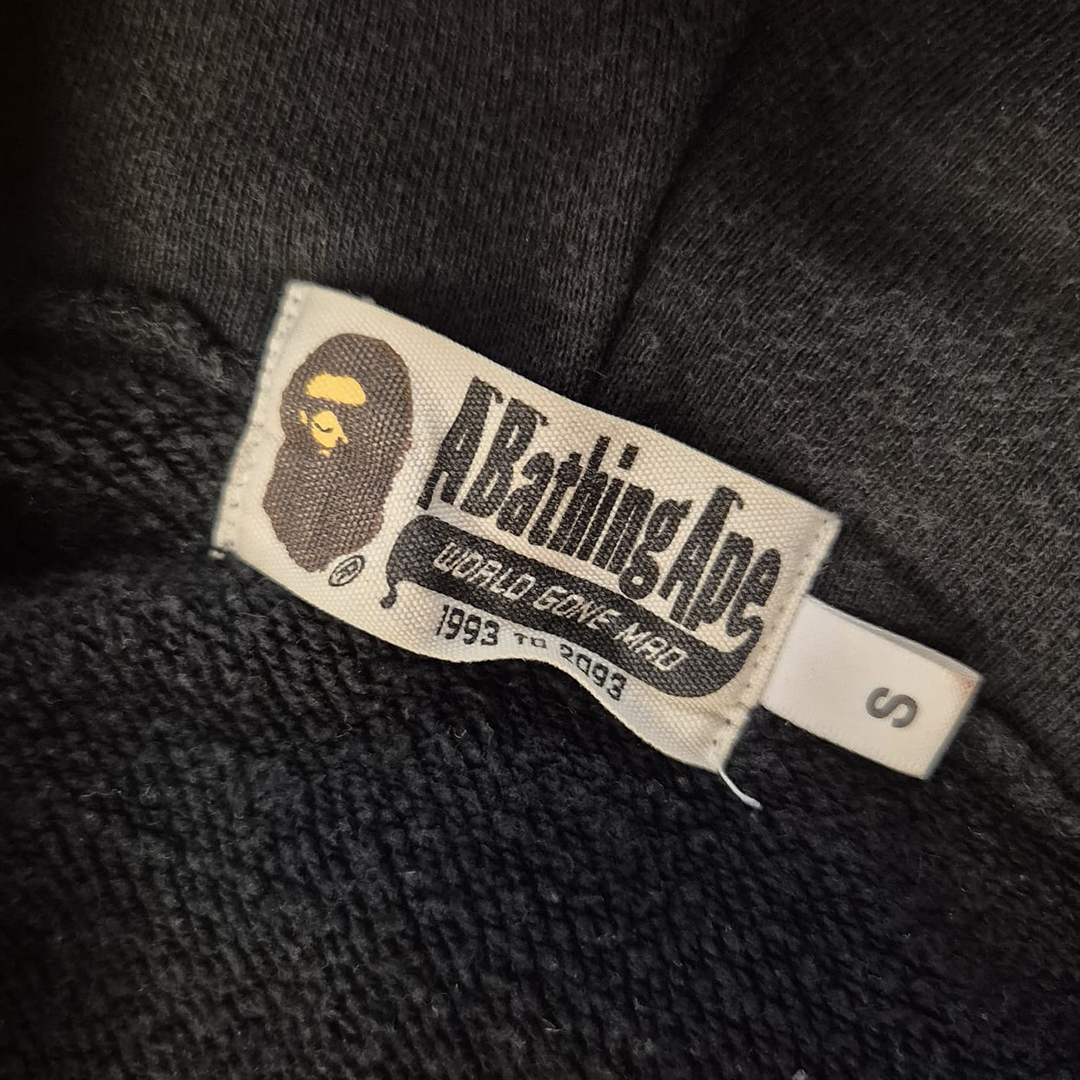 A Bathing Ape
WORLD GONE MAD
1993 TO 2093
S